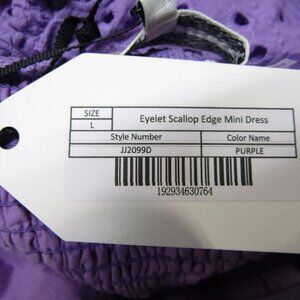 SIZE Eyelet Scallop Edge Mini Dress
L
Style Number Color Name
JJ2099D PURPLE
192934630764